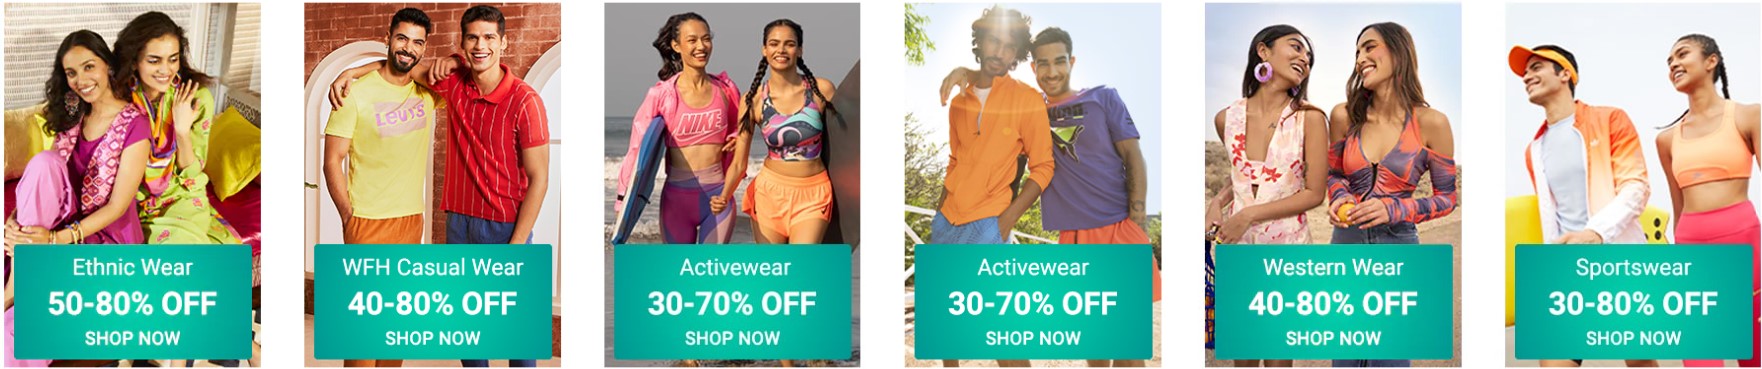 LEVI'S
NIKE
PUMA
Ethnic Wear
50-80% OFF
SHOP NOW
WFH Casual Wear
40-80% OFF
SHOP NOW
Activewear
30-70% OFF
SHOP NOW
Activewear
30-70% OFF
SHOP NOW
Western Wear
40-80% OFF
SHOP NOW
Sportswear
30-80% OFF
SHOP NOW